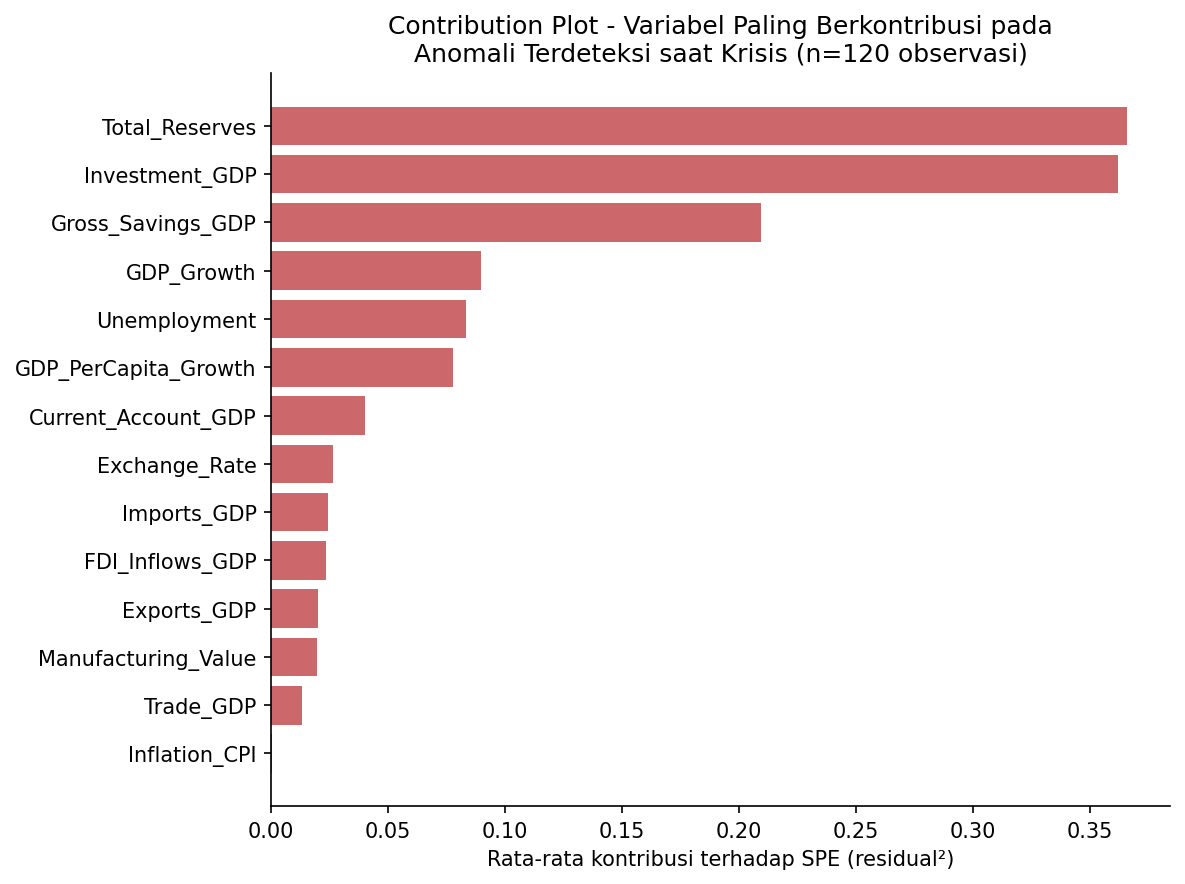 Contribution Plot - Variabel Paling Berkontribusi pada
Anomali Terdeteksi saat Krisis (n=120 observasi)
Total_Reserves
Investment_GDP
Gross_Savings_GDP
GDP_Growth
Unemployment
GDP_PerCapita_Growth
Current_Account_GDP
Exchange_Rate
Imports_GDP
FDI_Inflows_GDP
Exports_GDP
Manufacturing_Value
Trade_GDP
Inflation_CPI
0.00 0.05 0.10 0.15 0.20 0.25 0.30 0.35
Rata-rata kontribusi terhadap SPE (residual²)